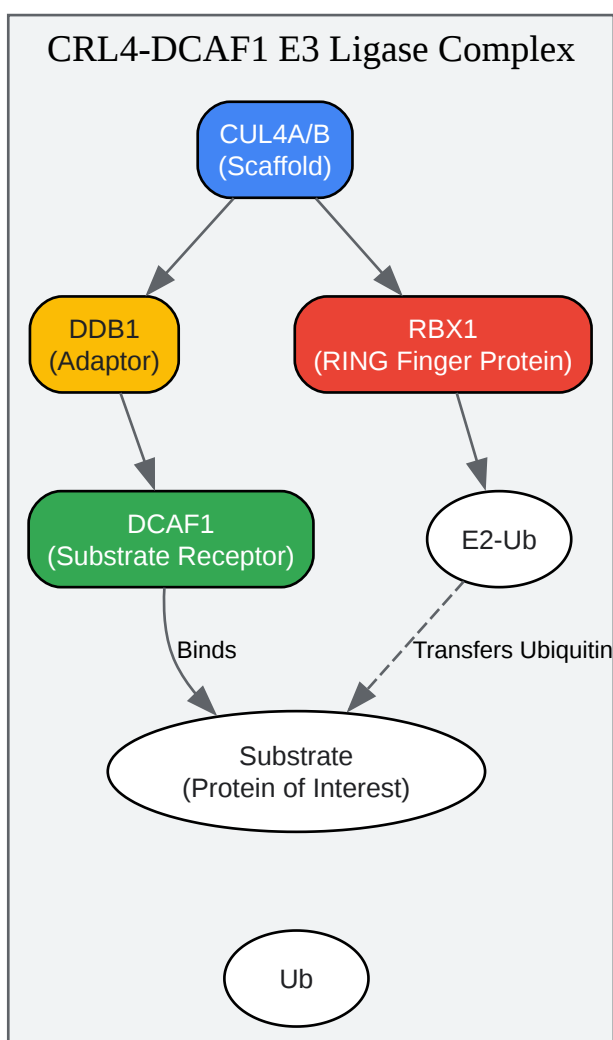 CRL4-DCAF1 E3 Ligase Complex
CUL4A/B
(Scaffold)
DDB1
(Adaptor)
RBX1
(RING Finger Protein)
DCAF1
(Substrate Receptor)
E2-Ub
Binds
Transfers Ubiquitin
Substrate
(Protein of Interest)
Ub